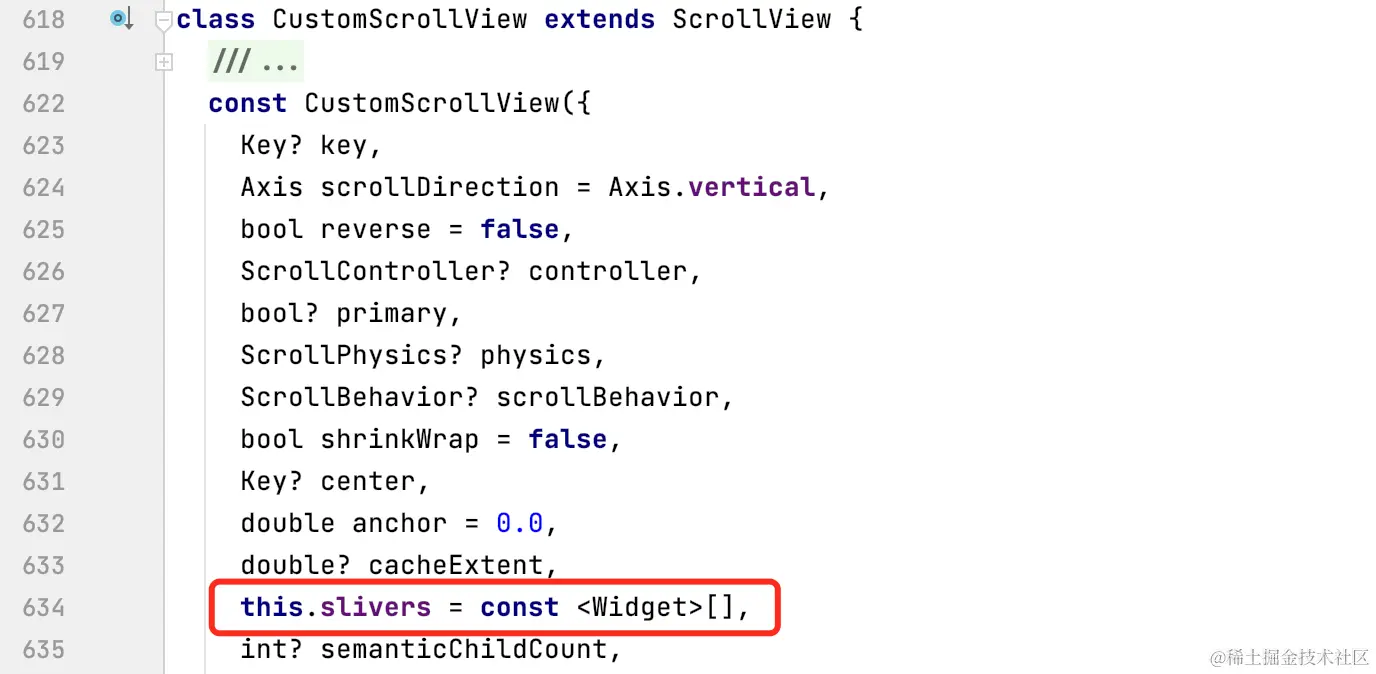 618 class CustomScrollView extends ScrollView {
619 /// ...
622 const CustomScrollView({
623 Key? key,
624 Axis scrollDirection = Axis.vertical,
625 bool reverse = false,
626 ScrollController? controller,
627 bool? primary,
628 ScrollPhysics? physics,
629 ScrollBehavior? scrollBehavior,
630 bool shrinkWrap = false,
631 Key? center,
632 double anchor = 0.0,
633 double? cacheExtent,
634 this.slivers = const <Widget>[],
635 int? semanticChildCount,
@稀土掘金技术社区